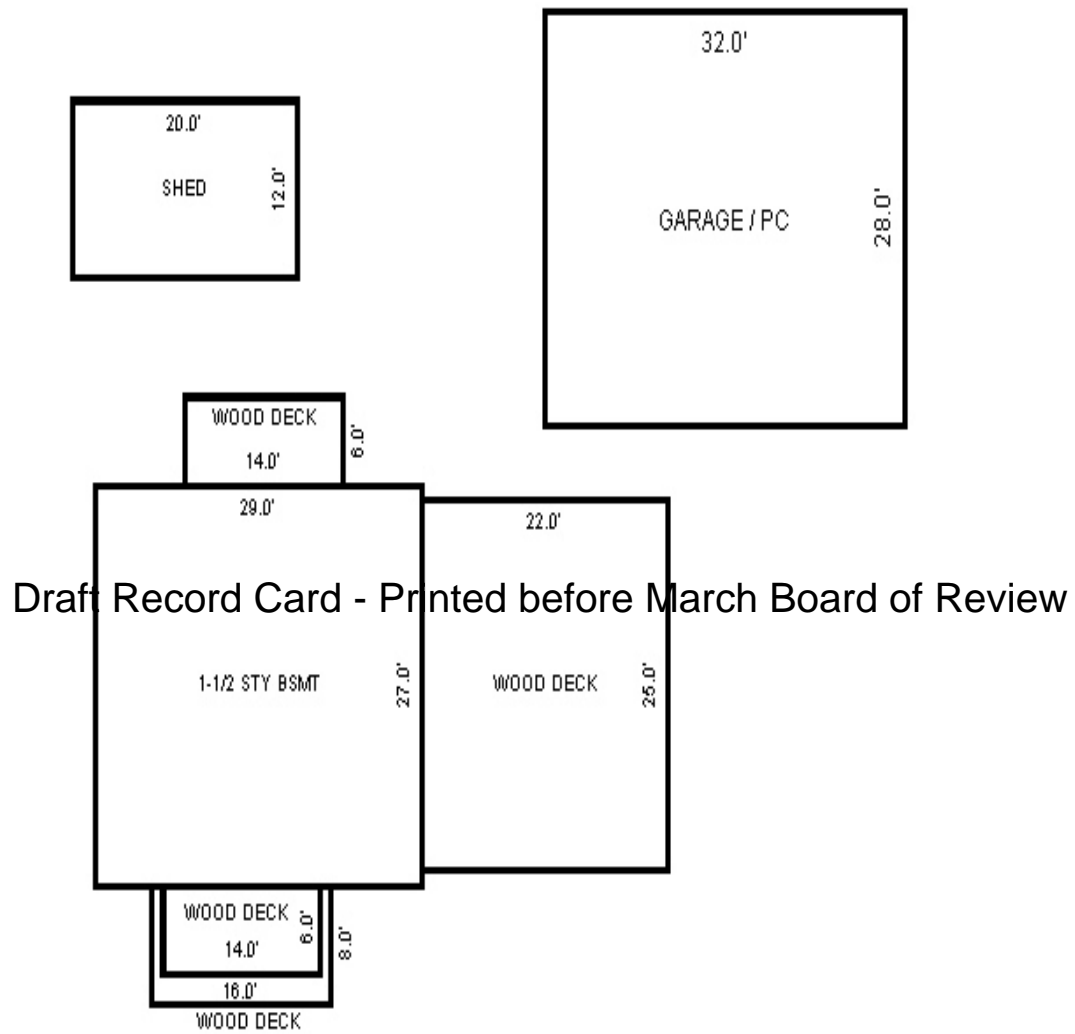 32.0'
20.0'
SHED
12.0'
GARAGE / PC
28.0'
WOOD DECK
14.0'
6.0'
29.0'
22.0'
Draft Record Card - Printed before March Board of Review
1-1/2 STY BSMT
27.0'
WOOD DECK
25.0'
WOOD DECK
6.0'
14.0'
8.0'
16.0'
WOOD DECK